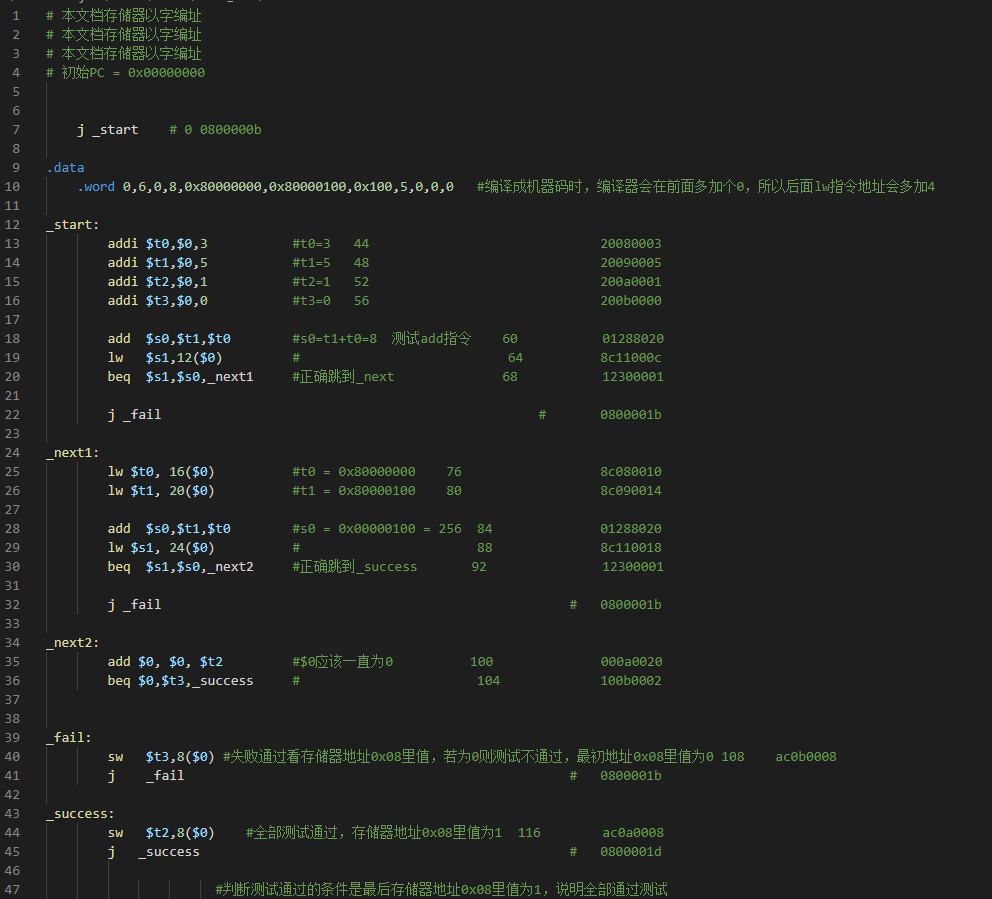 1 # 本文档存储器以字编址
2 # 本文档存储器以字编址
3 # 本文档存储器以字编址
4 # 初始PC = 0x00000000
5
6
7 j _start # 0 0800000b
8
9 .data
10 .word 0,6,0,8,0x80000000,0x80000100,0x100,5,0,0,0 #编译成机器码时，编译器会在前面多加个0，所以后面lw指令地址会多加4
11
12 _start:
13 addi $t0,$0,3 #t0=3 44 20080003
14 addi $t1,$0,5 #t1=5 48 20090005
15 addi $t2,$0,1 #t2=1 52 200a0001
16 addi $t3,$0,0 #t3=0 56 200b0000
17
18 add $s0,$t1,$t0 #s0=t1+t0=8 测试add指令 60 01288020
19 lw $s1,12($0) # 64 8c11000c
20 beq $s1,$s0,_next1 #正确跳到_next 68 12300001
21
22 j _fail # 0800001b
23
24 _next1:
25 lw $t0, 16($0) #t0 = 0x80000000 76 8c080010
26 lw $t1, 20($0) #t1 = 0x80000100 80 8c090014
27
28 add $s0,$t1,$t0 #s0 = 0x00000100 = 256 84 01288020
29 lw $s1, 24($0) # 88 8c110018
30 beq $s1,$s0,_next2 #正确跳到_success 92 12300001
31
32 j _fail # 0800001b
33
34 _next2:
35 add $0, $0, $t2 #$0应该一直为0 100 000a0020
36 beq $0,$t3,_success # 104 100b0002
37
38
39 _fail:
40 sw $t3,8($0) #失败通过看存储器地址0x08里值，若为0则测试不通过，最初地址0x08里值为0 108 ac0b0008
41 j _fail # 0800001b
42
43 _success:
44 sw $t2,8($0) #全部测试通过，存储器地址0x08里值为1 116 ac0a0008
45 j _success # 0800001d
46
47 #判断测试通过的条件是最后存储器地址0x08里值为1，说明全部通过测试